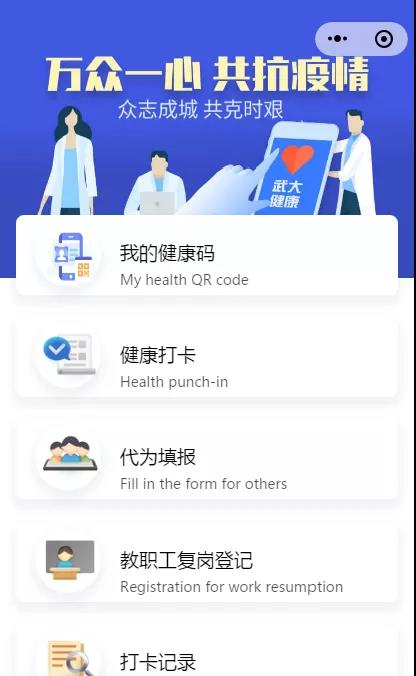 万众一心 共抗疫情
众志成城 共克时艰
武大
健康
我的健康码
My health QR code
健康打卡
Health punch-in
代为填报
Fill in the form for others
教职工复岗登记
Registration for work resumption
打卡记录